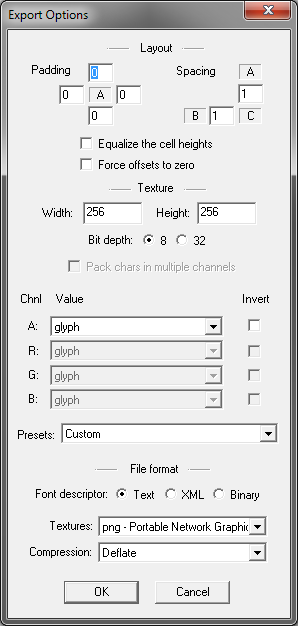 Export Options
Layout
Padding 0 Spacing A
0 A 0 1
0 B 1 C
Equalize the cell heights
Force offsets to zero
Texture
Width: 256 Height: 256
Bit depth: 8 32
Pack chars in multiple channels
Chnl Value Invert
A: glyph
R: glyph
G: glyph
B: glyph
Presets: Custom
File format
Font descriptor: Text XML Binary
Textures: png - Portable Network Graphic
Compression: Deflate
OK Cancel